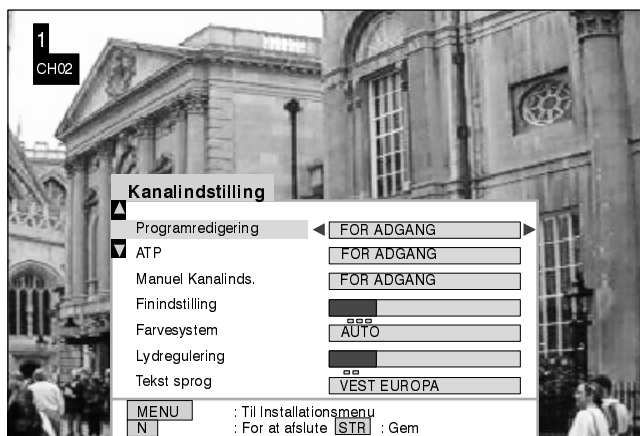 1
CH02
Kanalindstilling
Programredigering FOR ADGANG
ATP FOR ADGANG
Manuel Kanalinds. FOR ADGANG
Finindstilling
Farvesystem AUTO
Lydregulering
Tekst sprog VEST EUROPA
MENU : Til Installationsmenu
N : For at afslute STR : Gem